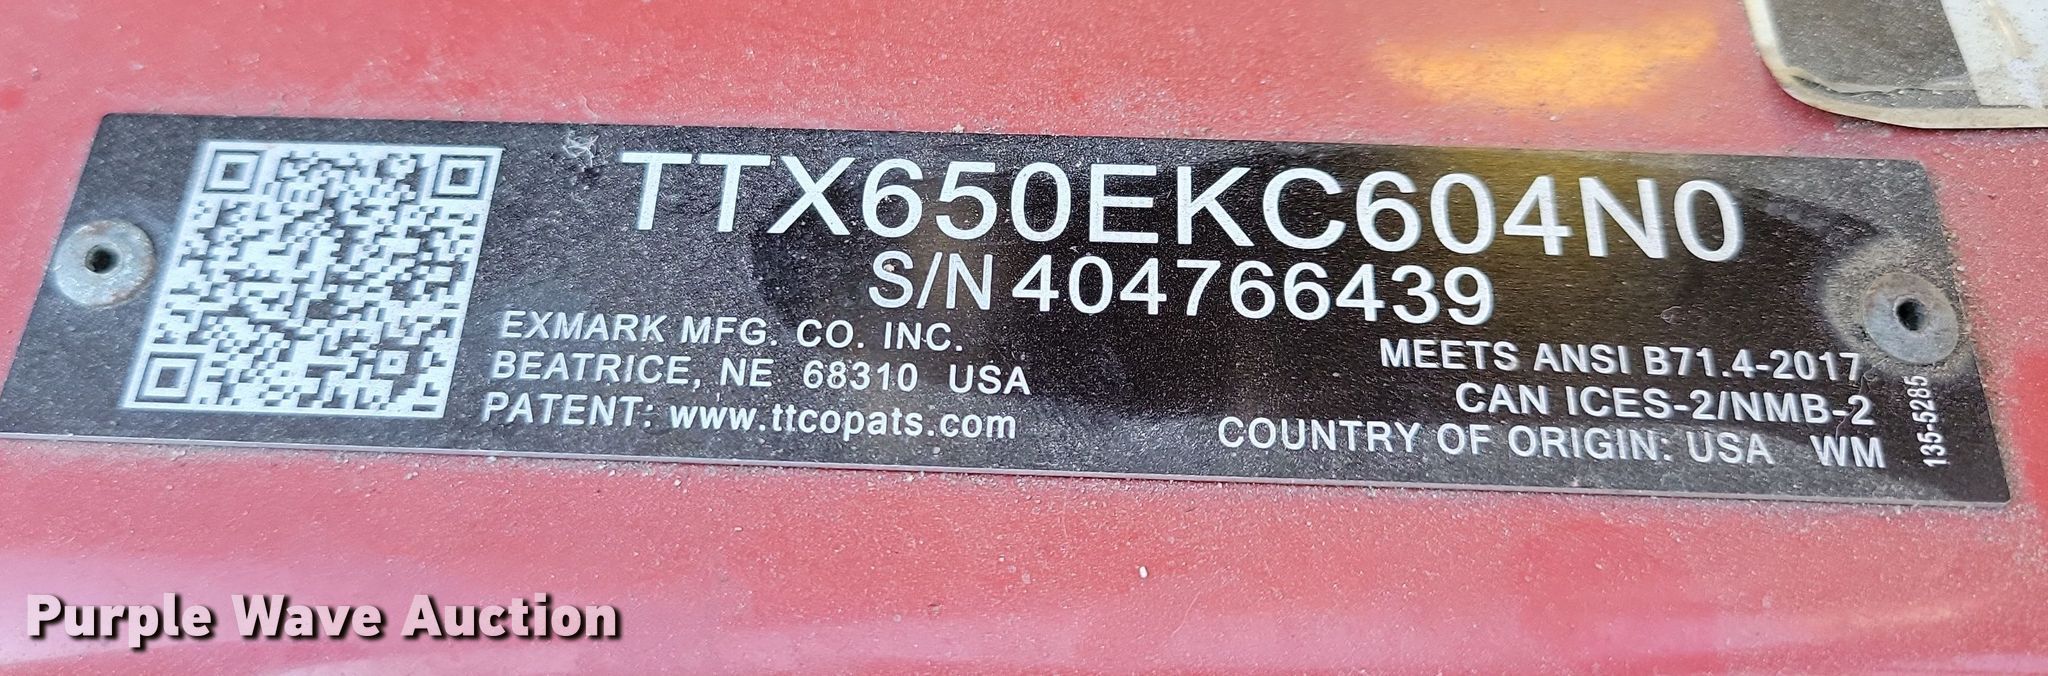 TTX650EKC604N0
S/N 404766439
EXMARK MFG. CO. INC.
BEATRICE, NE 68310 USA
PATENT: www.ttcopats.com
MEETS ANSI B71.4-2017
CAN ICES-2/NMB-2
COUNTRY OF ORIGIN: USA WM
135-5285
Purple Wave Auction